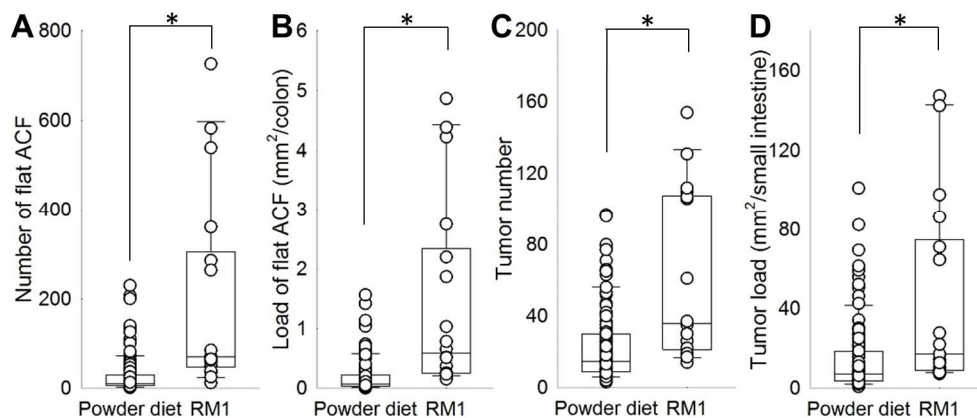 A
Number of flat ACF
800
600
400
200
0
*
Powder diet RM1
B
Load of flat ACF (mm²/colon)
6
5
4
3
2
1
0
*
Powder diet RM1
C
Tumor number
200
160
120
80
40
0
*
Powder diet RM1
D
Tumor load (mm²/small intestine)
160
120
80
40
0
*
Powder diet RM1